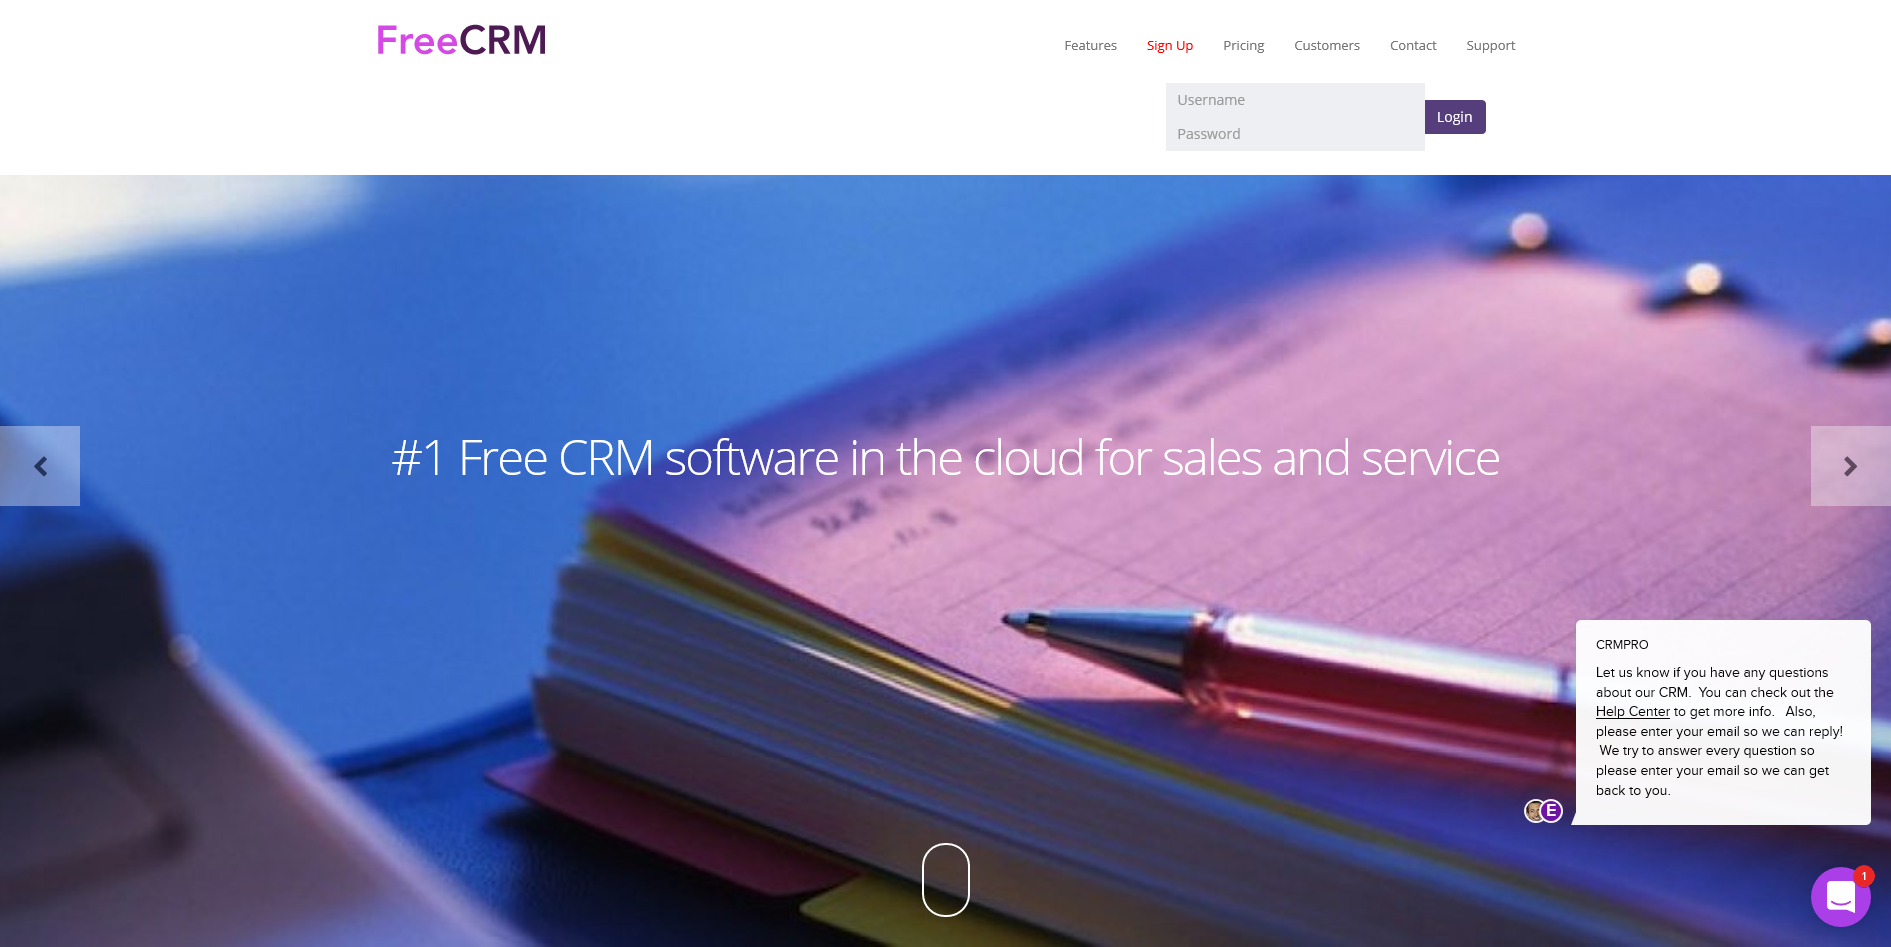 FreeCRM
Features Sign Up Pricing Customers Contact Support
Username
Password
Login
#1 Free CRM software in the cloud for sales and service
CRMPRO
Let us know if you have any questions
about our CRM. You can check out the
Help Center to get more info. Also,
please enter your email so we can reply!
We try to answer every question so
please enter your email so we can get
back to you.
E
1